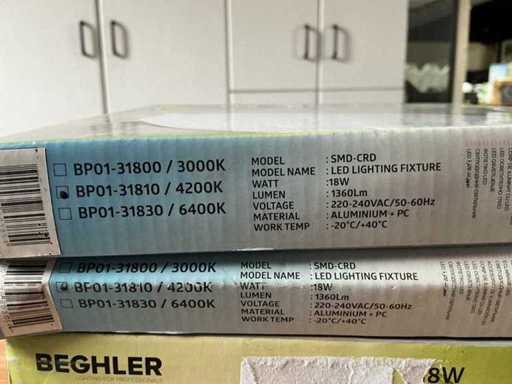 BP01-31800 / 3000K
BP01-31810 / 4200K
BP01-31830 / 6400K
MODEL : SMD-CRD
MODEL NAME : LED LIGHTING FIXTURE
WATT : 18W
LUMEN : 1360Lm
VOLTAGE : 220-240VAC/50-60Hz
MATERIAL : ALUMINIUM + PC
WORK TEMP : -20°C/+40°C
BP01-31800 / 3000K
BP01-31810 / 4200K
BP01-31830 / 6400K
MODEL : SMD-CRD
MODEL NAME : LED LIGHTING FIXTURE
WATT : 18W
LUMEN : 1360Lm
VOLTAGE : 220-240VAC/50-60Hz
MATERIAL : ALUMINIUM + PC
WORK TEMP : -20°C/+40°C
BEGHLER
8W